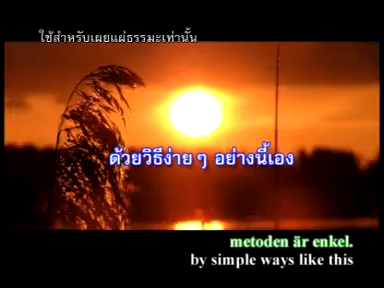 ใช้สำหรับเผยแผ่ธรรมะเท่านั้น
ด้วยวิธีง่าย ๆ อย่างนี้เอง
metoden är enkel.
by simple ways like this